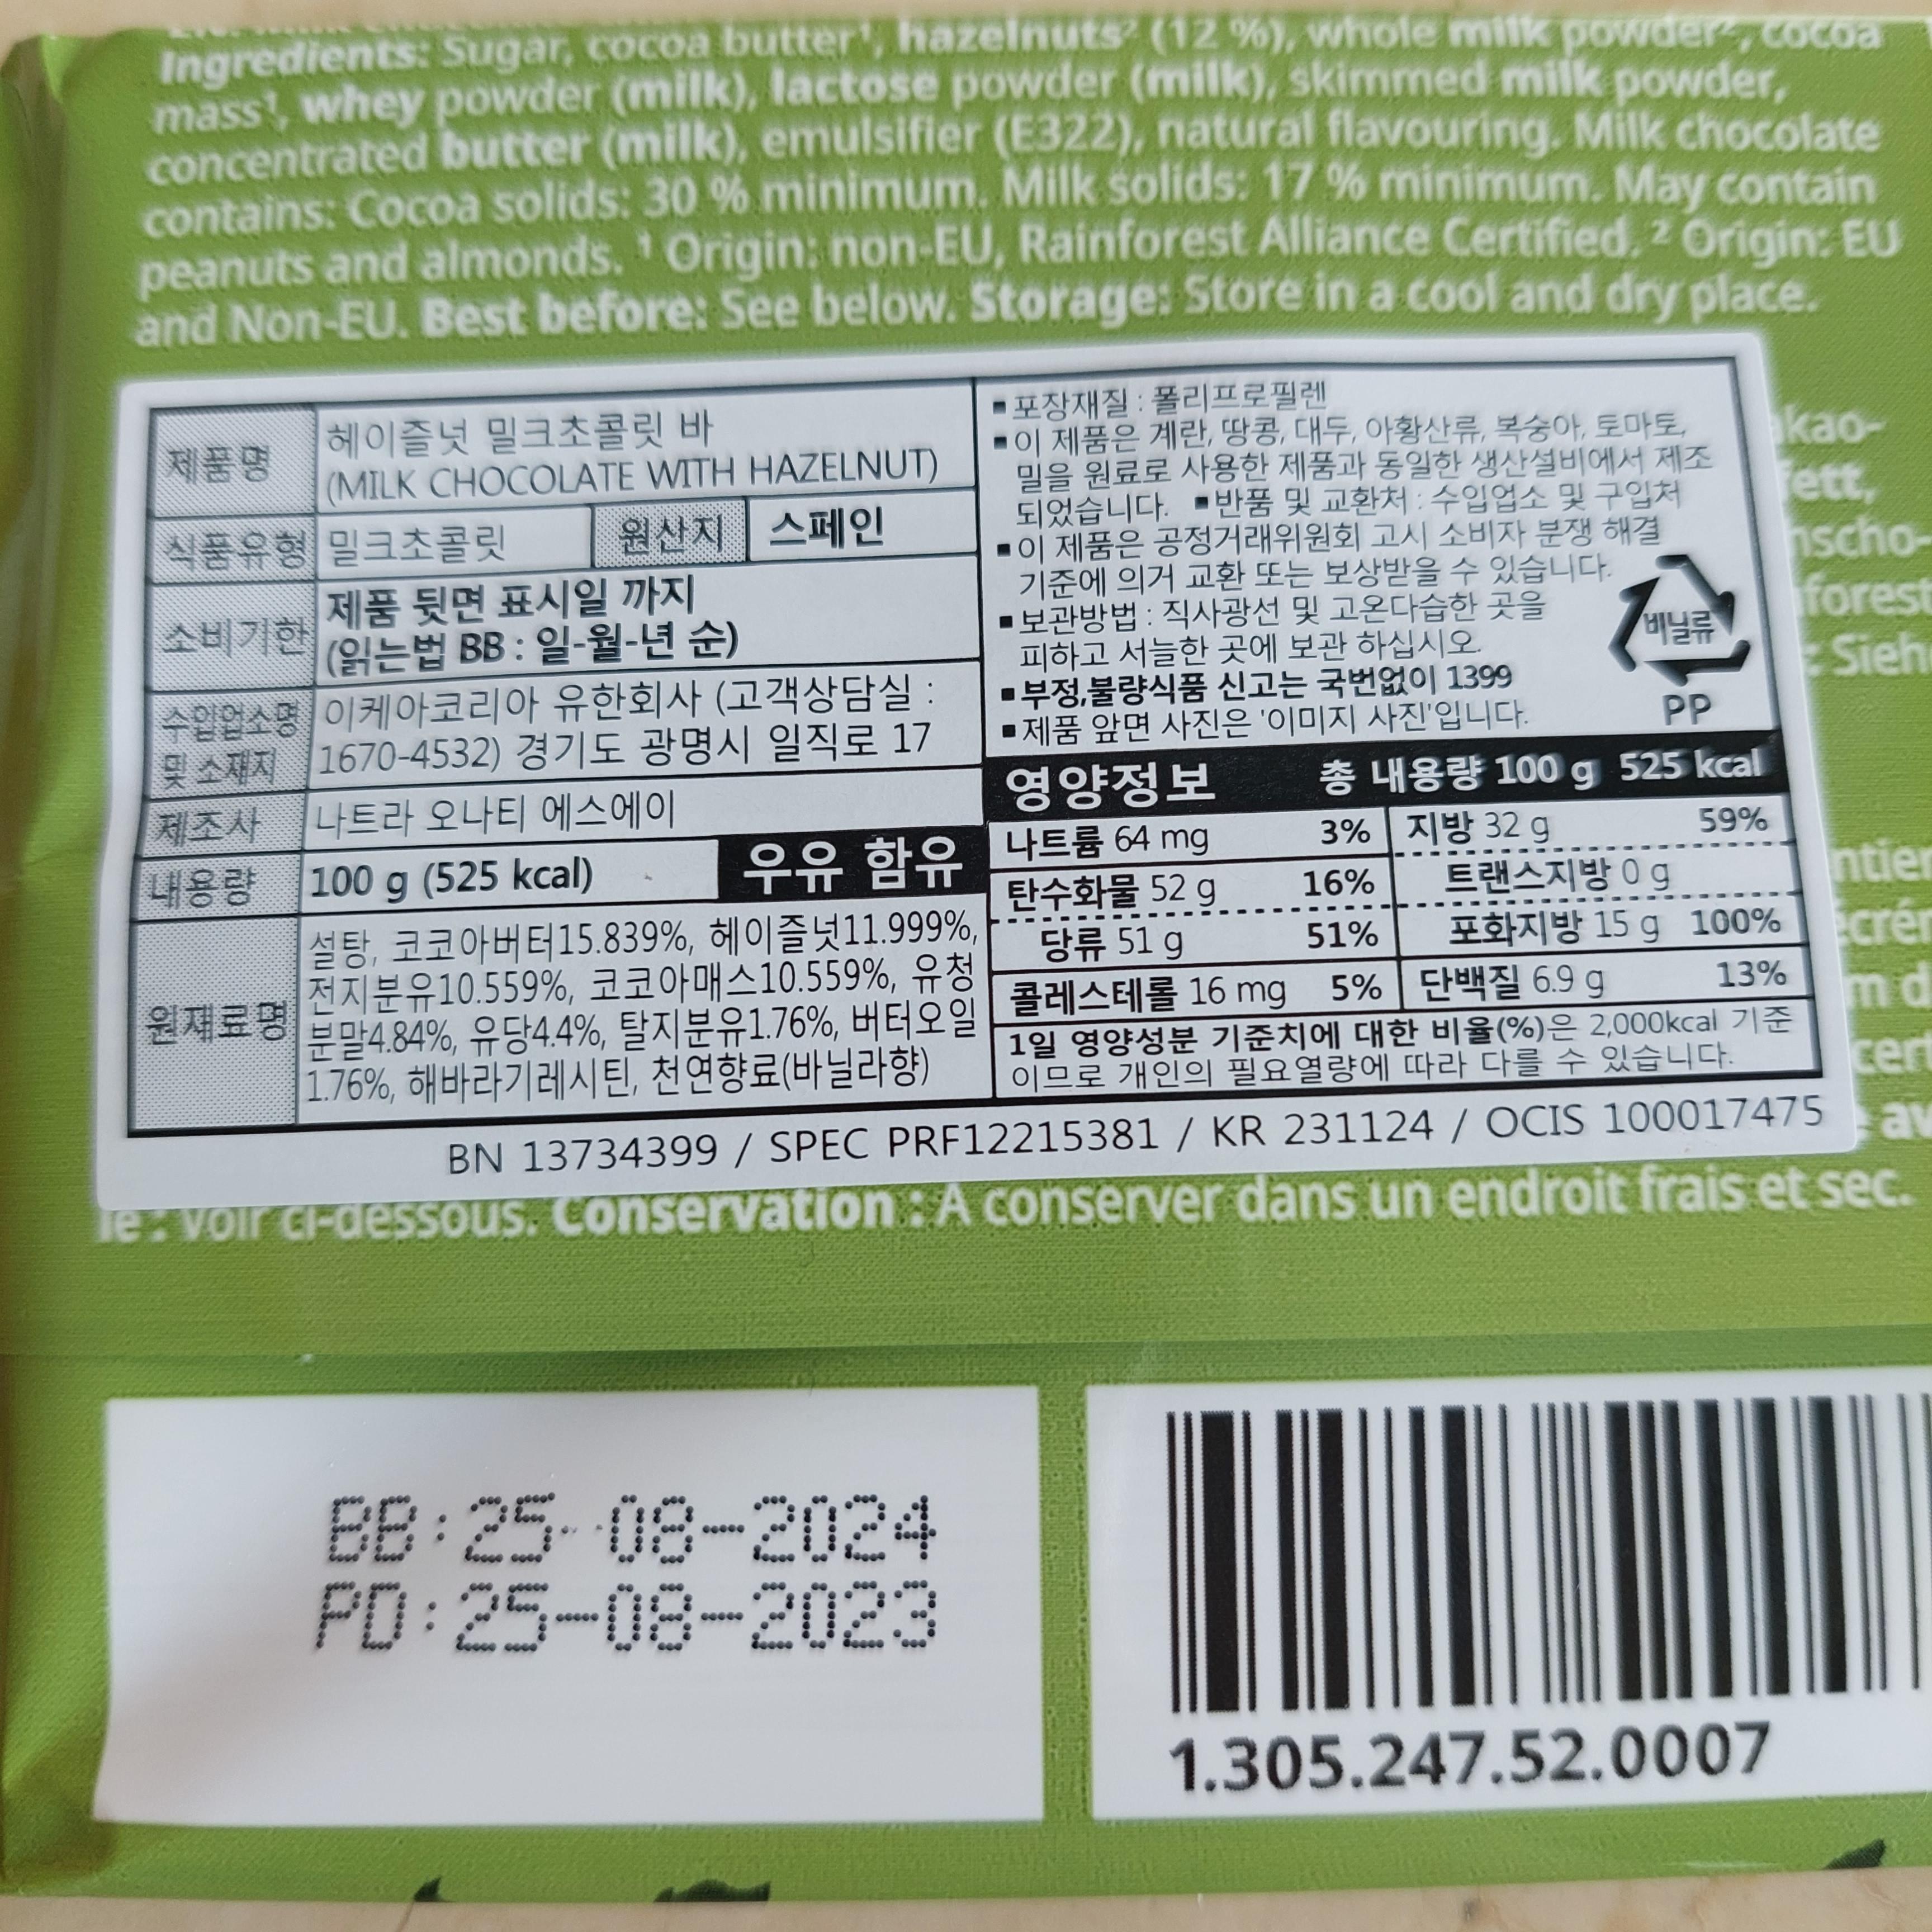 Ingredients: Sugar, cocoa butter¹, hazelnuts² (12 %), whole milk powder², cocoa
mass¹, whey powder (milk), lactose powder (milk), skimmed milk powder,
concentrated butter (milk), emulsifier (E322), natural flavouring. Milk chocolate
contains: Cocoa solids: 30 % minimum. Milk solids: 17 % minimum. May contain
peanuts and almonds. ¹ Origin: non-EU, Rainforest Alliance Certified. ² Origin: EU
and Non-EU. Best before: See below. Storage: Store in a cool and dry place.
제품명
헤이즐넛 밀크초콜릿 바
(MILK CHOCOLATE WITH HAZELNUT)
식품유형 밀크초콜릿 원산지 스페인
소비기한
제품 뒷면 표시일 까지
(읽는법 BB : 일-월-년 순)
수입업소명 이케아코리아 유한회사 (고객상담실 :
및 소재지 1670-4532) 경기도 광명시 일직로 17
제조사 나트라 오나티 에스에이
내용량 100 g (525 kcal) 우유 함유
원재료명
설탕, 코코아버터15.839%, 헤이즐넛11.999%,
전지분유10.559%, 코코아매스10.559%, 유청
분말4.84%, 유당4.4%, 탈지분유1.76%, 버터오일
1.76%, 해바라기레시틴, 천연향료(바닐라향)
▪포장재질 : 폴리프로필렌
▪이 제품은 계란, 땅콩, 대두, 아황산류, 복숭아, 토마토,
밀을 원료로 사용한 제품과 동일한 생산설비에서 제조
되었습니다. ▪반품 및 교환처 : 수입업소 및 구입처
▪이 제품은 공정거래위원회 고시 소비자 분쟁 해결
기준에 의거 교환 또는 보상받을 수 있습니다.
▪보관방법 : 직사광선 및 고온다습한 곳을
피하고 서늘한 곳에 보관 하십시오.
▪부정,불량식품 신고는 국번없이 1399
▪제품 앞면 사진은 '이미지 사진'입니다.
비닐류
PP
영양정보 총 내용량 100 g 525 kcal
나트륨 64 mg 3% 지방 32 g 59%
탄수화물 52 g 16% 트랜스지방 0 g
당류 51 g 51% 포화지방 15 g 100%
콜레스테롤 16 mg 5% 단백질 6.9 g 13%
1일 영양성분 기준치에 대한 비율(%)은 2,000kcal 기준
이므로 개인의 필요열량에 따라 다를 수 있습니다.
BN 13734399 / SPEC PRF12215381 / KR 231124 / OCIS 100017475
le : voir ci-dessous. Conservation : À conserver dans un endroit frais et sec.
BB:25-08-2024
PD:25-08-2023
1.305.247.52.0007